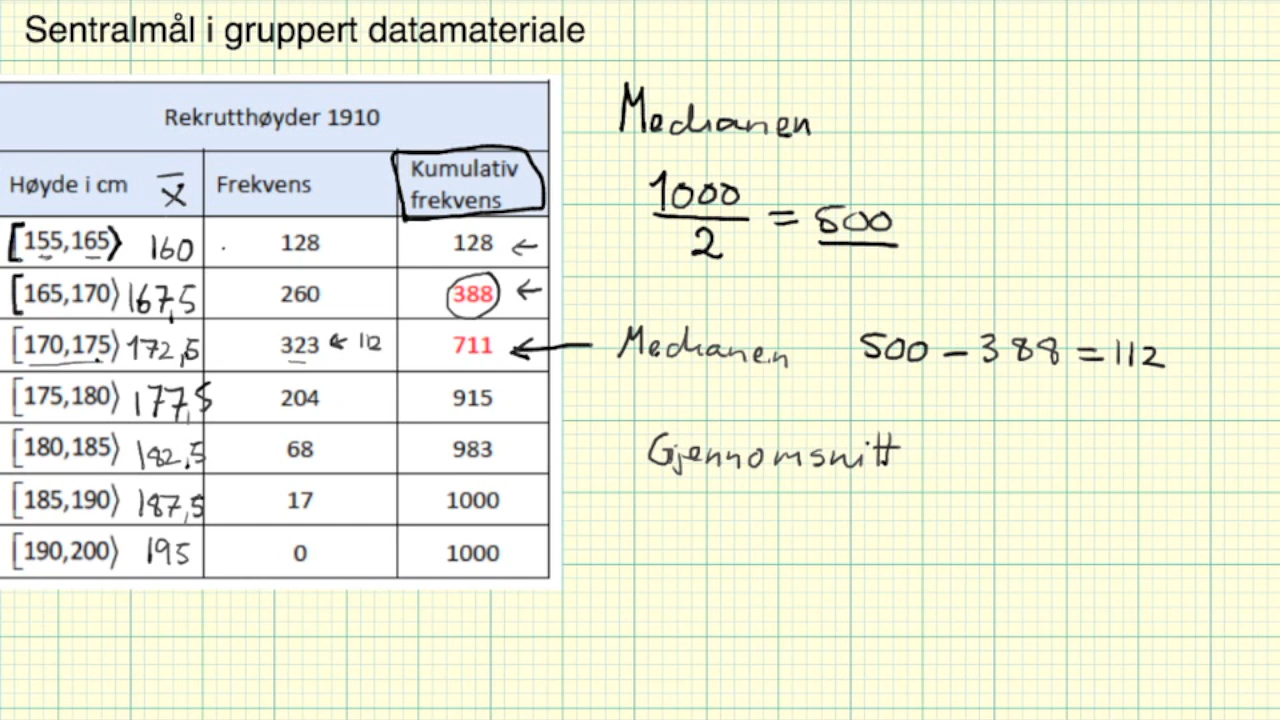 Sentralmål i gruppert datamateriale
Rekrutthøyder 1910
Høyde i cm x̄ Frekvens Kumulativ frekvens
[155,165⟩ 160 128 128 ←
[165,170⟩ 167,5 260 388 ←
[170,175⟩ 172,5 323 ← 112 711 ←
[175,180⟩ 177,5 204 915
[180,185⟩ 182,5 68 983
[185,190⟩ 187,5 17 1000
[190,200⟩ 195 0 1000
Medianen
1000
2
= 500
Medianen 500 – 388 = 112
Gjennomsnitt